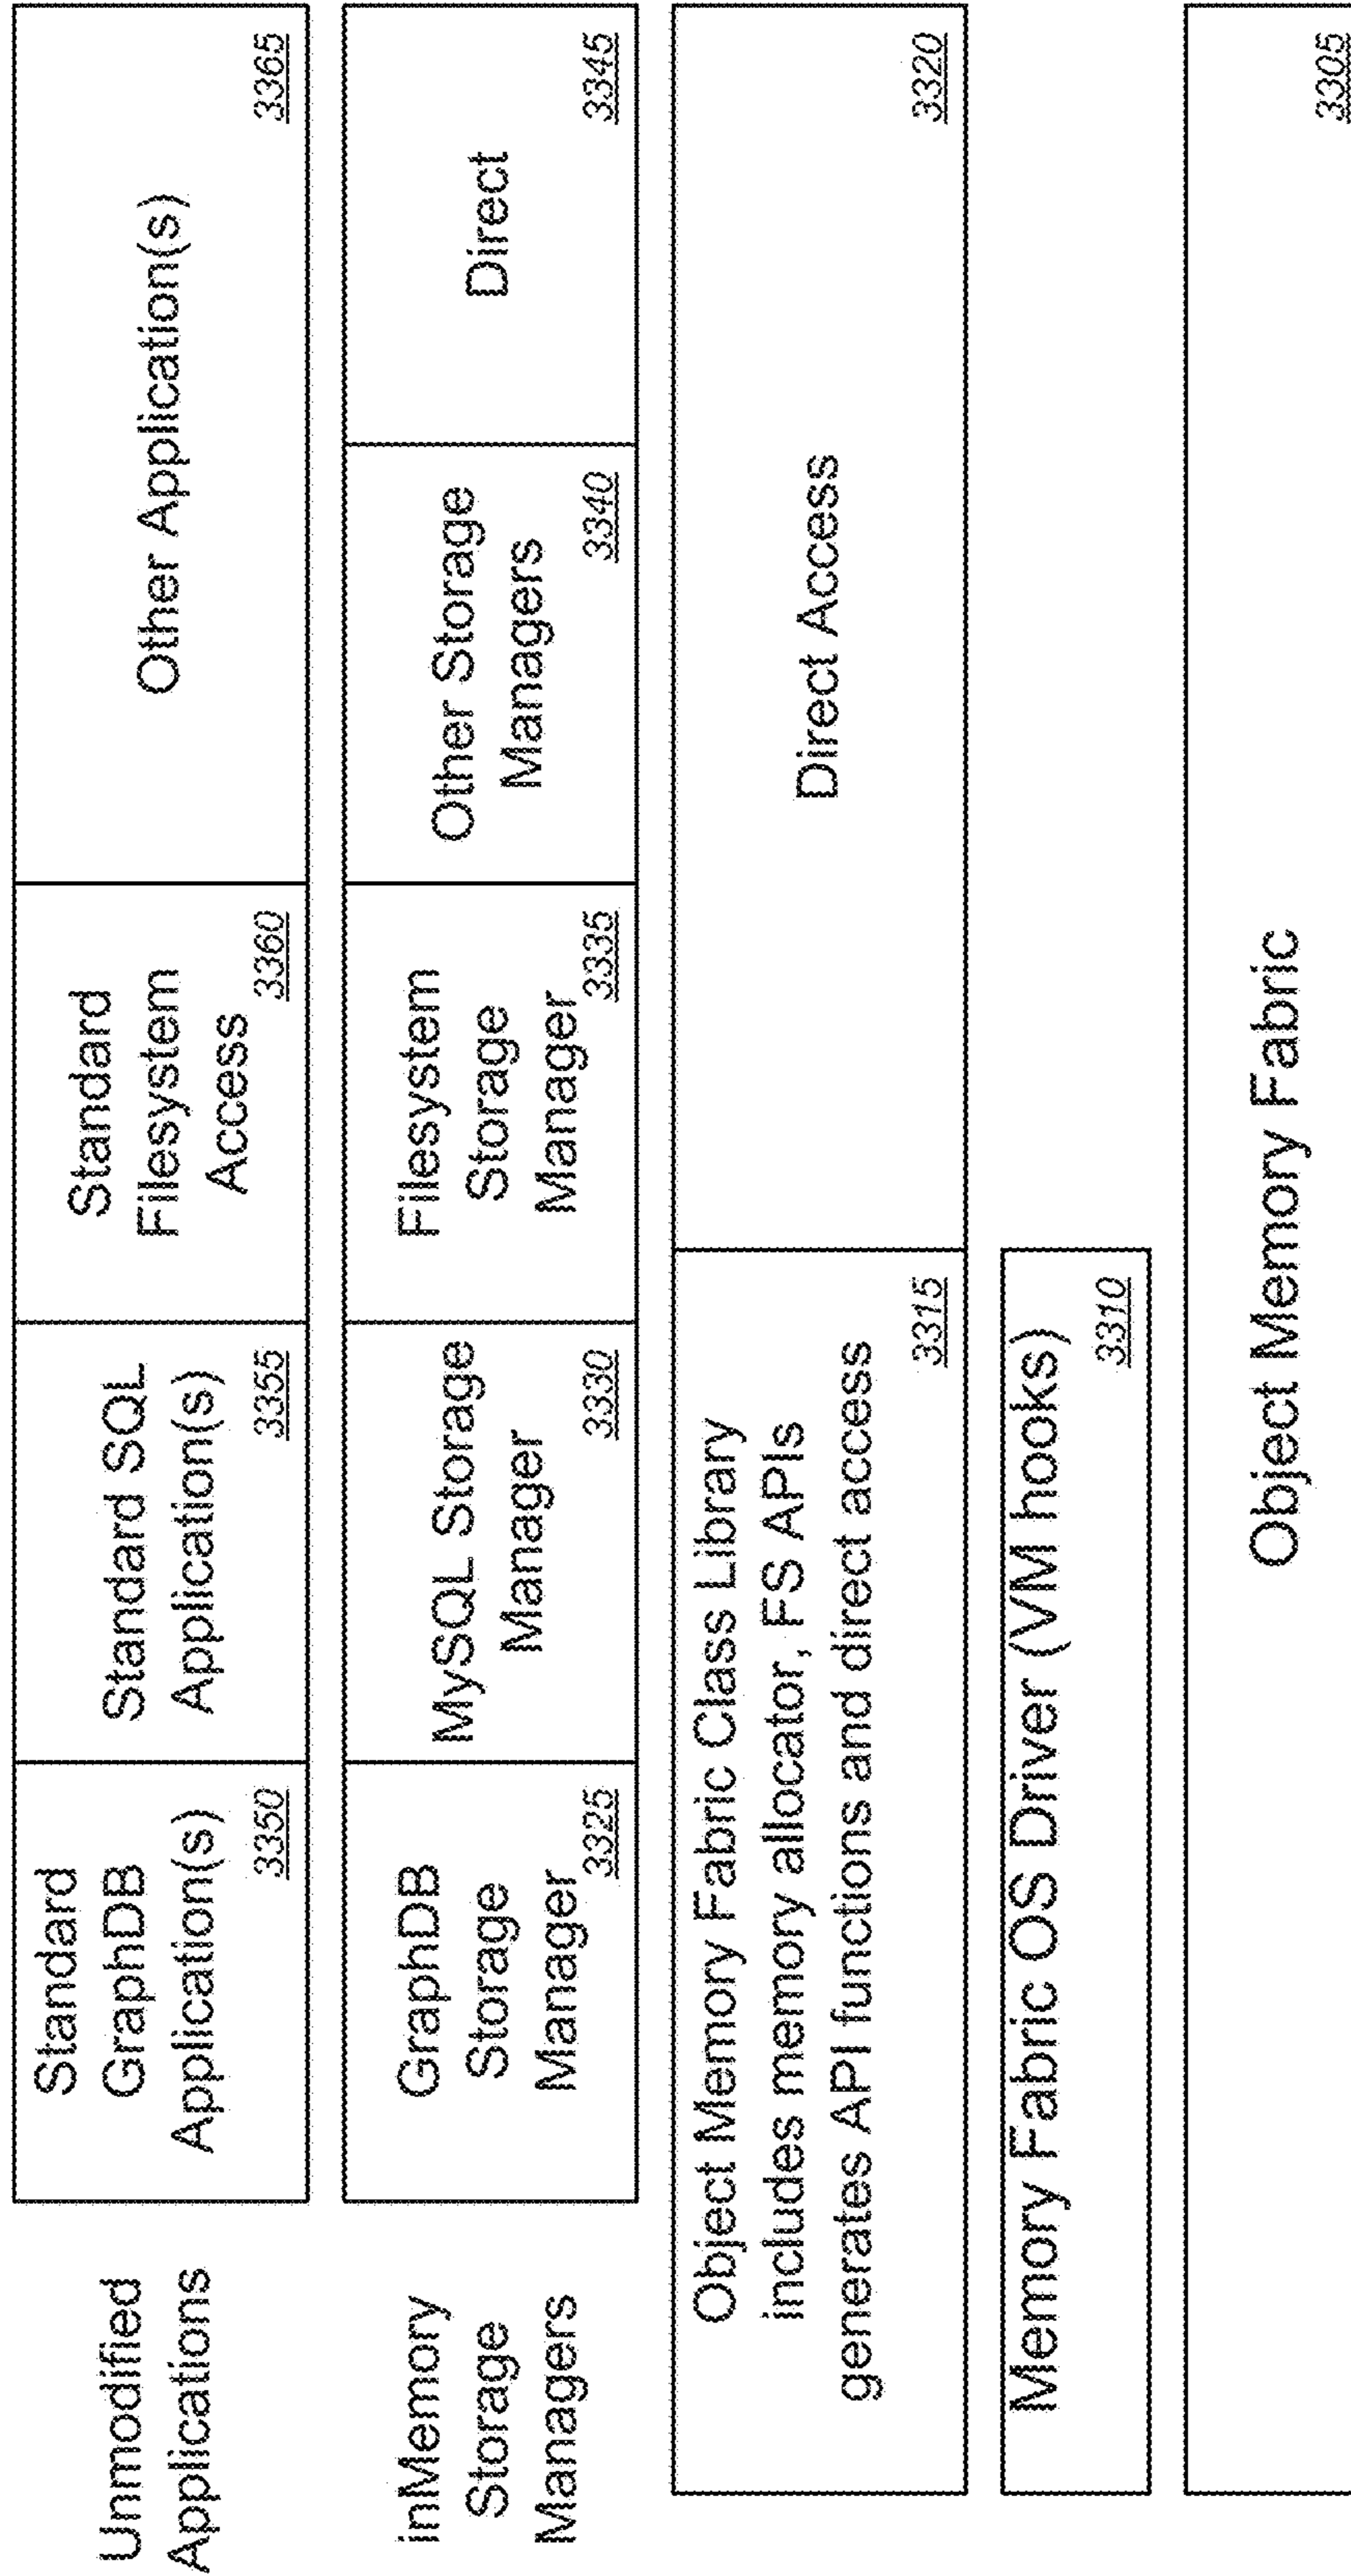 Unmodified
Applications
Standard
GraphDB
Application(s)
3350
Standard SQL
Application(s)
3355
Standard
Filesystem
Access
3360
Other Application(s)
3365
inMemory
Storage
Managers
GraphDB
Storage
Manager
3325
MySQL Storage
Manager
3330
Filesystem
Storage
Manager
3335
Other Storage
Managers
3340
Direct
3345
Object Memory Fabric Class Library
includes memory allocator, FS APIs
generates API functions and direct access
3315
Direct Access
3320
Memory Fabric OS Driver (VM hooks)
3310
Object Memory Fabric
3305